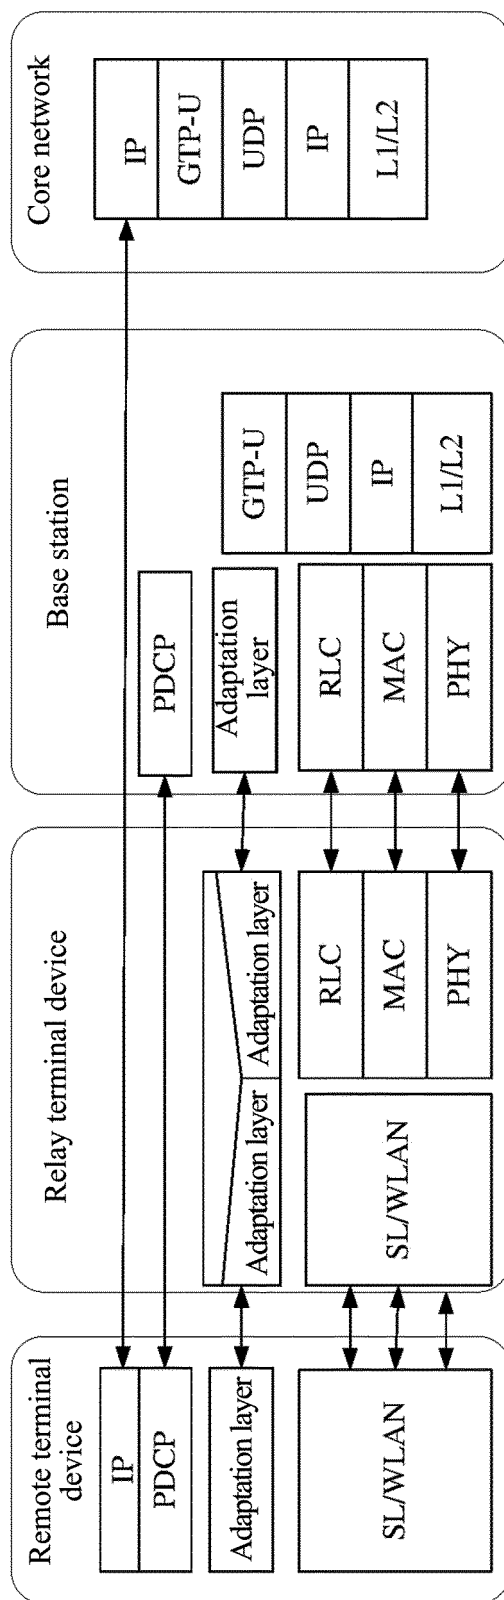 Remote terminal
device
IP
PDCP
Adaptation layer
SL/WLAN
Relay terminal device
Adaptation layer
Adaptation layer
SL/WLAN
RLC
MAC
PHY
Base station
PDCP
Adaptation
layer
RLC
MAC
PHY
GTP-U
UDP
IP
L1/L2
Core network
IP
GTP-U
UDP
IP
L1/L2